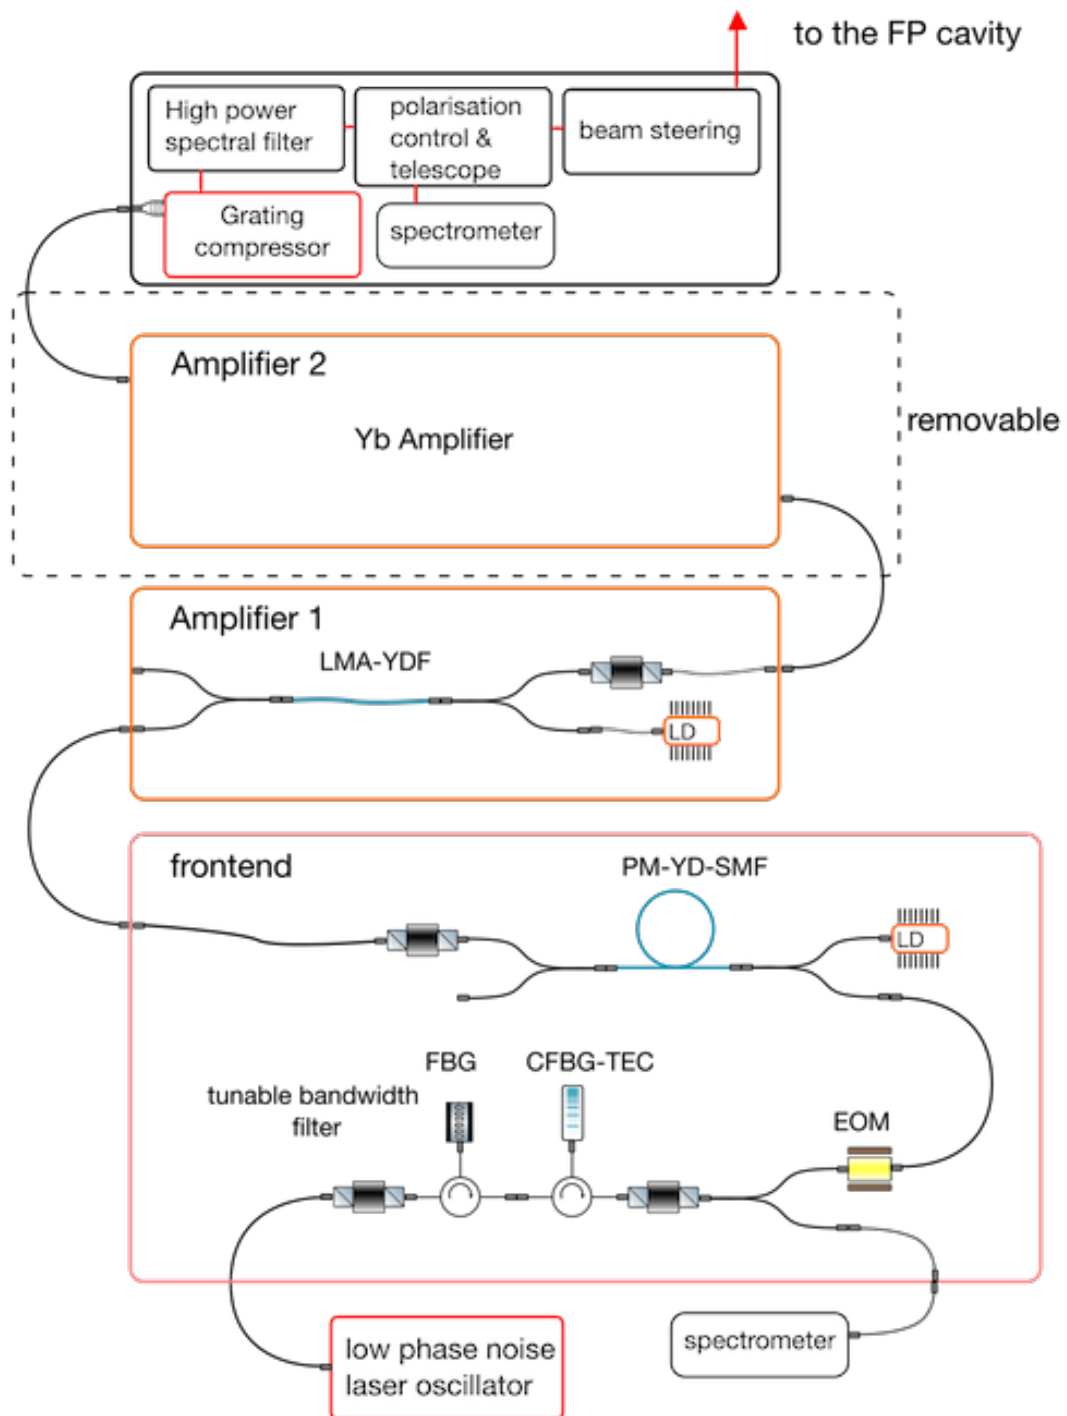 to the FP cavity
High power
spectral filter
polarisation
control &
telescope
beam steering
Grating
compressor
spectrometer
Amplifier 2
Yb Amplifier
removable
Amplifier 1
LMA-YDF
LD
frontend
PM-YD-SMF
LD
FBG
CFBG-TEC
tunable bandwidth
filter
EOM
low phase noise
laser oscillator
spectrometer